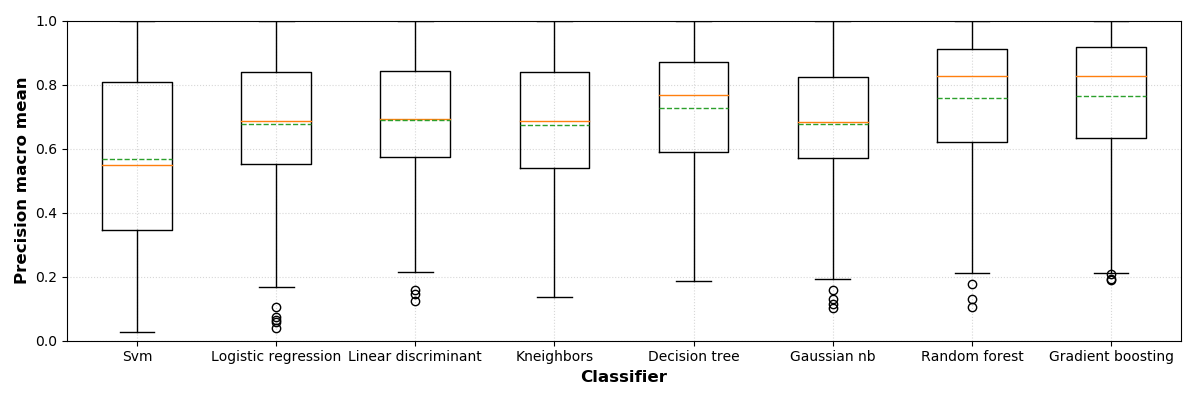 Precision macro mean
1.0
0.8
0.6
0.4
0.2
0.0
Svm Logistic regression Linear discriminant Kneighbors Decision tree Gaussian nb Random forest Gradient boosting
Classifier